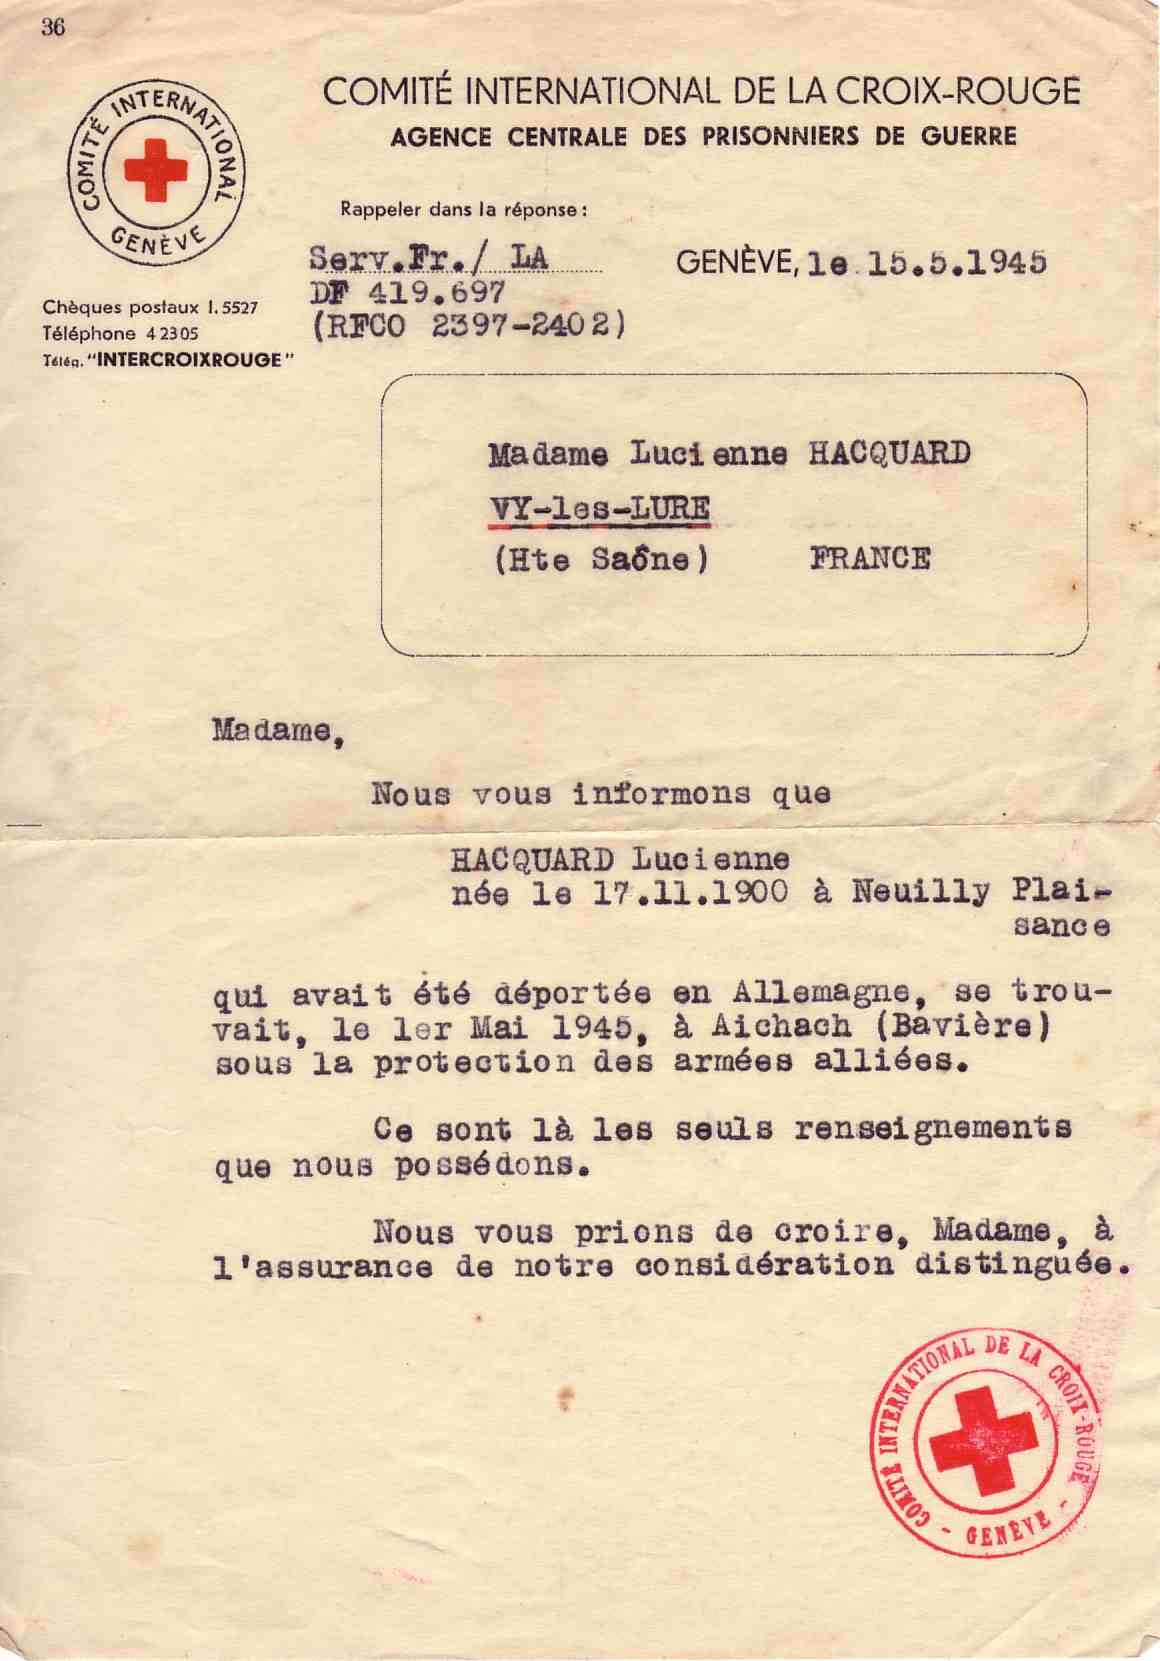 36
COMITÉ INTERNATIONAL DE LA CROIX-ROUGE
AGENCE CENTRALE DES PRISONNIERS DE GUERRE
COMITÉ INTERNATIONAL
GENÈVE
Rappeler dans la réponse :
Serv.Fr./ LA
GENÈVE, le 15.5.1945
DF 419.697
(RFCO 2397-2402)
Chèques postaux I. 5527
Téléphone 4 23 05
Télég. "INTERCROIXROUGE"
Madame Lucienne HACQUARD
VY-les-LURE
(Hte Saône) FRANCE
Madame,
Nous vous informons que
HACQUARD Lucienne
née le 17.11.1900 à Neuilly Plai-
sance
qui avait été déportée en Allemagne, se trou-
vait, le 1er Mai 1945, à Aichach (Bavière)
sous la protection des armées alliées.
Ce sont là les seuls renseignements
que nous possédons.
Nous vous prions de croire, Madame, à
l'assurance de notre considération distinguée.
COMITÉ INTERNATIONAL DE LA CROIX-ROUGE
- GENÈVE -